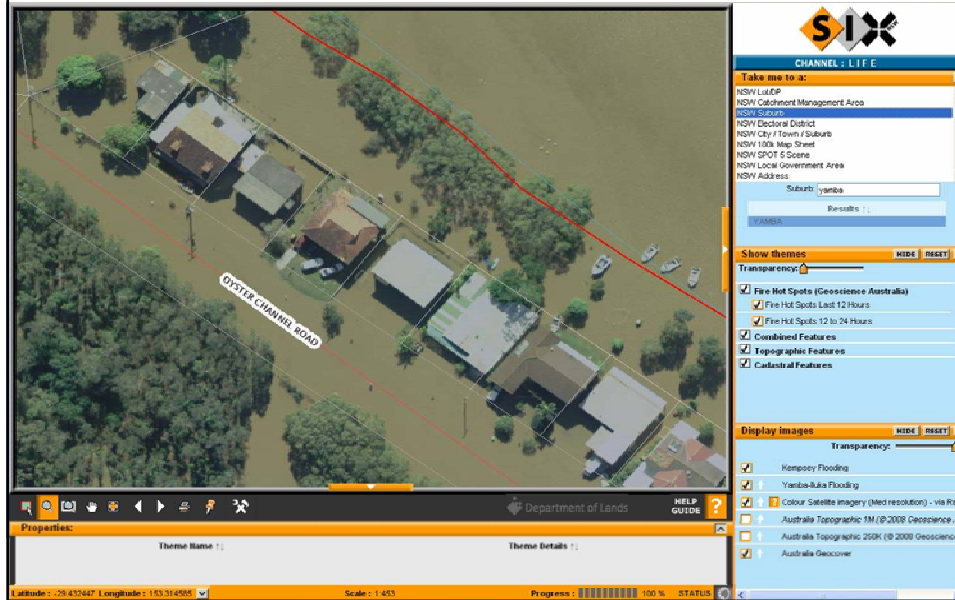 OYSTER CHANNEL ROAD
SIX
CHANNEL : LIFE
Take me to a:
NSW Lot/DP
NSW Catchment Management Area
NSW Suburb
NSW Electoral District
NSW City / Town / Suburb
NSW 100k Map Sheet
NSW SPOT 5 Scene
NSW Local Government Area
NSW Address
Suburb: yamba
Results
YAMBA
Show themes HIDE RESET
Transparency:
Fire Hot Spots (Geoscience Australia)
Fire Hot Spots Last 12 Hours
Fire Hot Spots 12 to 24 Hours
Combined Features
Topographic Features
Cadastral Features
Display images HIDE RESET
Transparency:
Kempsey Flooding
Yamba-Iluka Flooding
Colour Satellite imagery (Med resolution) - via
Australia Topographic 1M (© 2008 Geoscience
Australia Topographic 250K (© 2008 Geoscience
Australia Geocover
Department of Lands
HELP
GUIDE ?
Properties:
Theme Name Theme Details
Latitude : -29.432447 Longitude : 153.314585 Scale : 1:453 Progress : 100 % STATUS